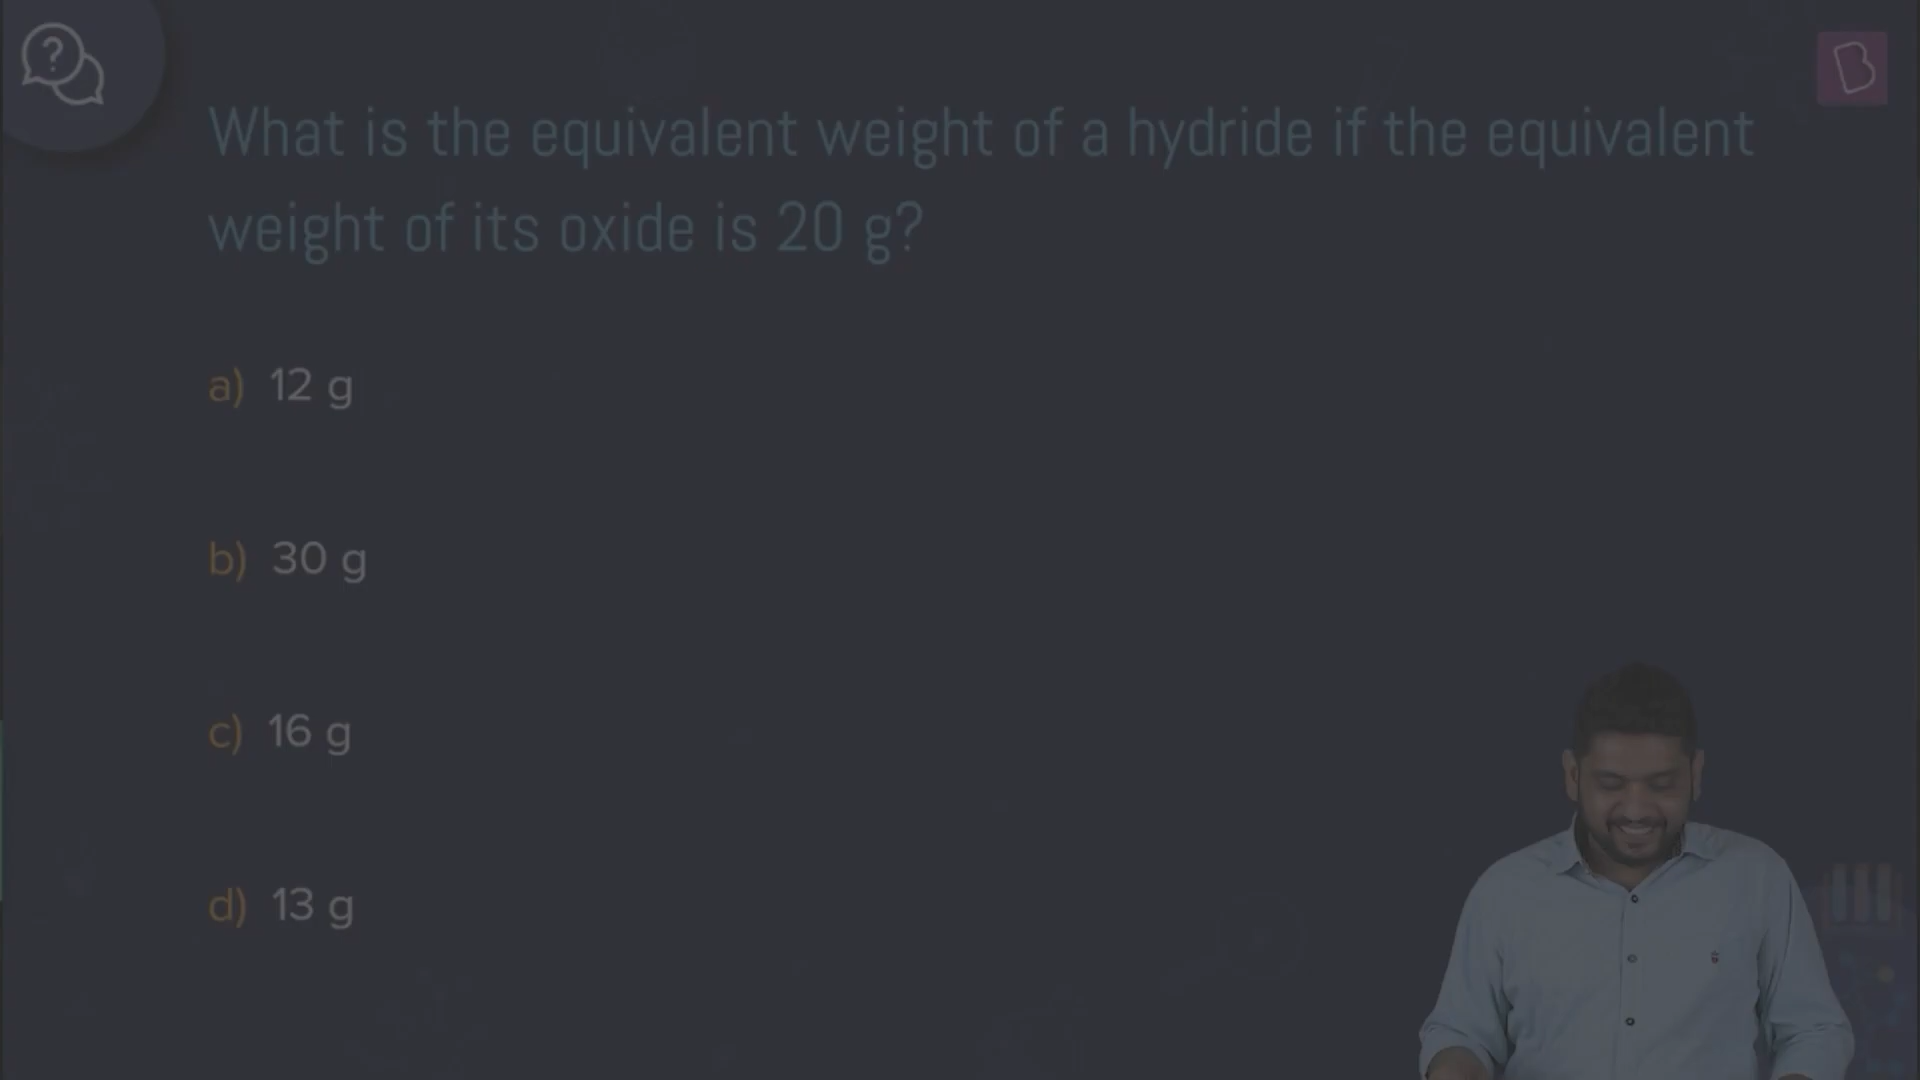 What is the equivalent weight of a hydride if the equivalent
weight of its oxide is 20 g?
a) 12 g
b) 30 g
c) 16 g
d) 13 g